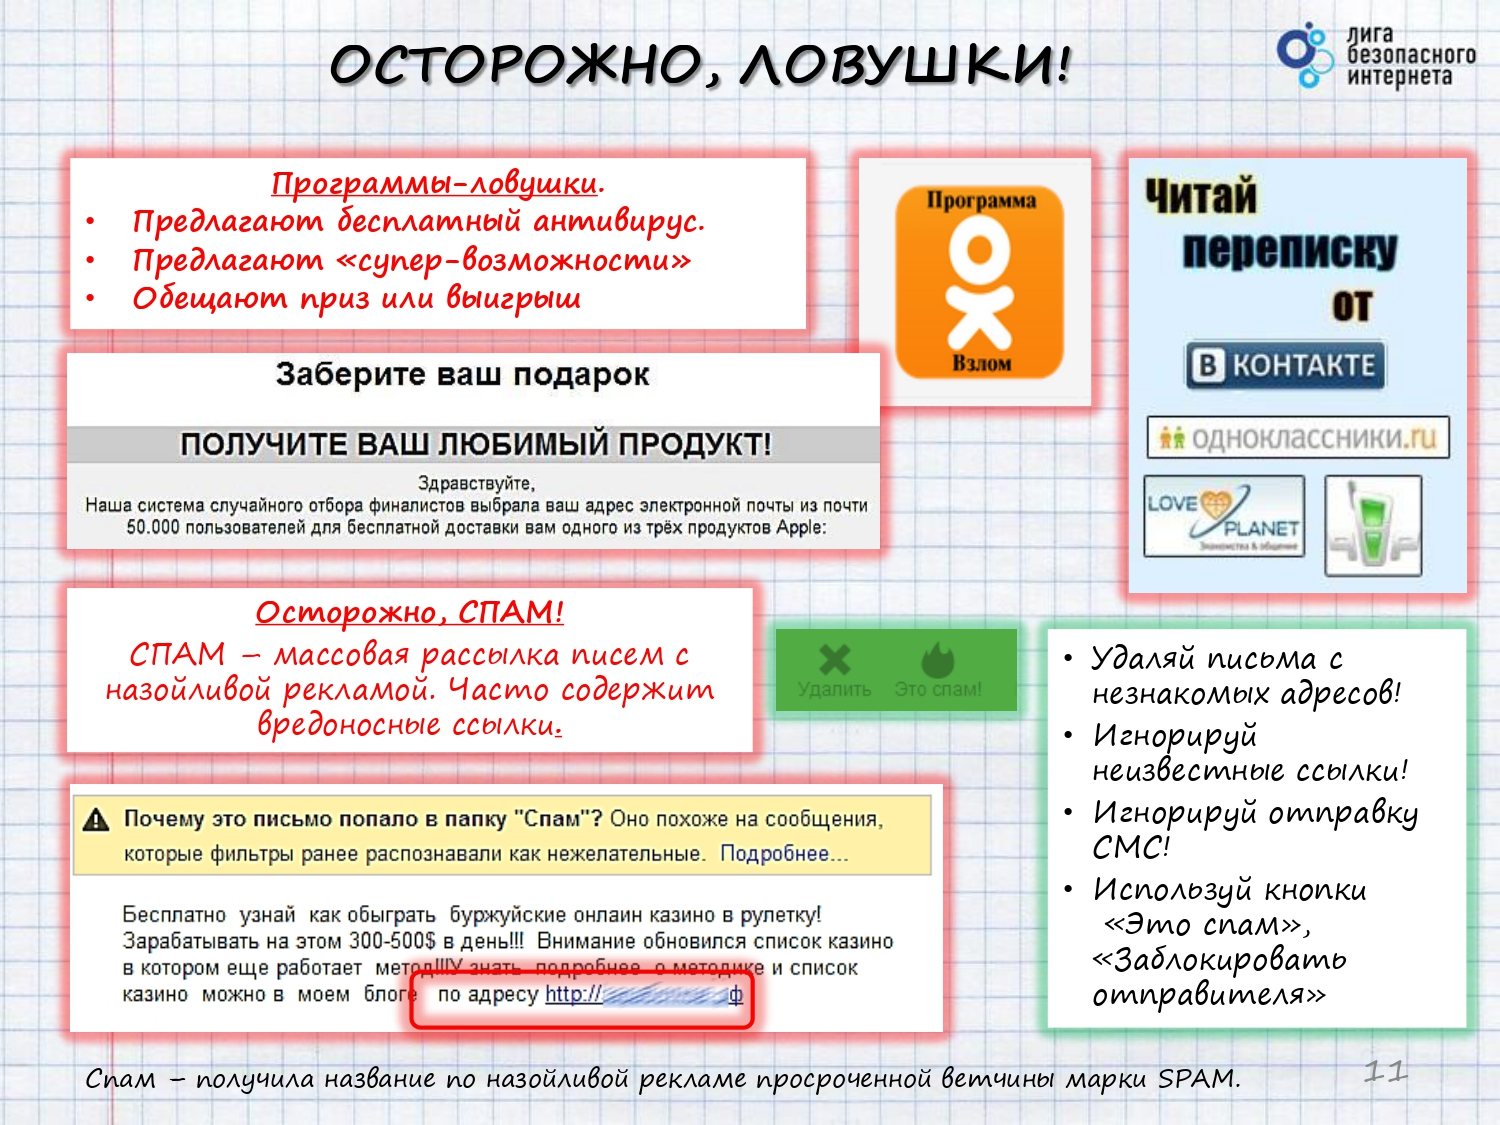 ОСТОРОЖНО, ЛОВУШКИ!
лига
безопасного
интернета
Программы-ловушки.
• Предлагают бесплатный антивирус.
• Предлагают «супер-возможности»
• Обещают приз или выигрыш
Программа
Взлом
Читай
переписку
от
В КОНТАКТЕ
одноклассники.ru
LOVE
PLANET
Знакомства & общение
Заберите ваш подарок
ПОЛУЧИТЕ ВАШ ЛЮБИМЫЙ ПРОДУКТ!
Здравствуйте,
Наша система случайного отбора финалистов выбрала ваш адрес электронной почты из почти
50.000 пользователей для бесплатной доставки вам одного из трёх продуктов Apple:
Осторожно, СПАМ!
СПАМ – массовая рассылка писем с
назойливой рекламой. Часто содержит
вредоносные ссылки.
Удалить Это спам!
• Удаляй письма с
незнакомых адресов!
• Игнорируй
неизвестные ссылки!
• Игнорируй отправку
СМС!
• Используй кнопки
«Это спам»,
«Заблокировать
отправителя»
Почему это письмо попало в папку "Спам"? Оно похоже на сообщения,
которые фильтры ранее распознавали как нежелательные. Подробнее...
Бесплатно узнай как обыграть буржуйские онлаин казино в рулетку!
Зарабатывать на этом 300-500$ в день!!! Внимание обновился список казино
в котором еще работает метод!!!У знать подробнее о методике и список
казино можно в моем блоге по адресу http:// ф
Спам – получила название по назойливой рекламе просроченной ветчины марки SPAM.
11